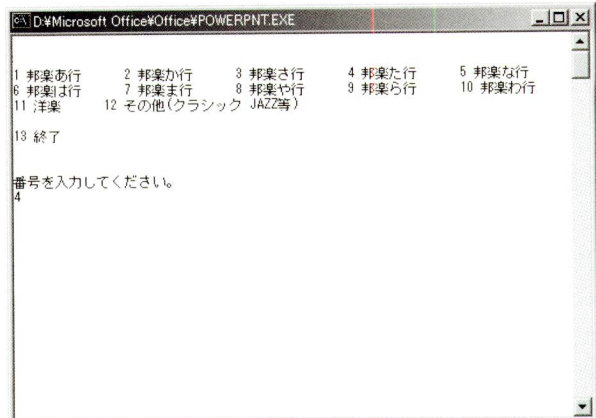 D:¥Microsoft Office¥Office¥POWERPNT.EXE
1 邦楽あ行 2 邦楽か行 3 邦楽さ行 4 邦楽た行 5 邦楽な行
6 邦楽は行 7 邦楽ま行 8 邦楽や行 9 邦楽ら行 10 邦楽わ行
11 洋楽 12 その他(クラシック JAZZ等)
13 終了
番号を入力してください。
4